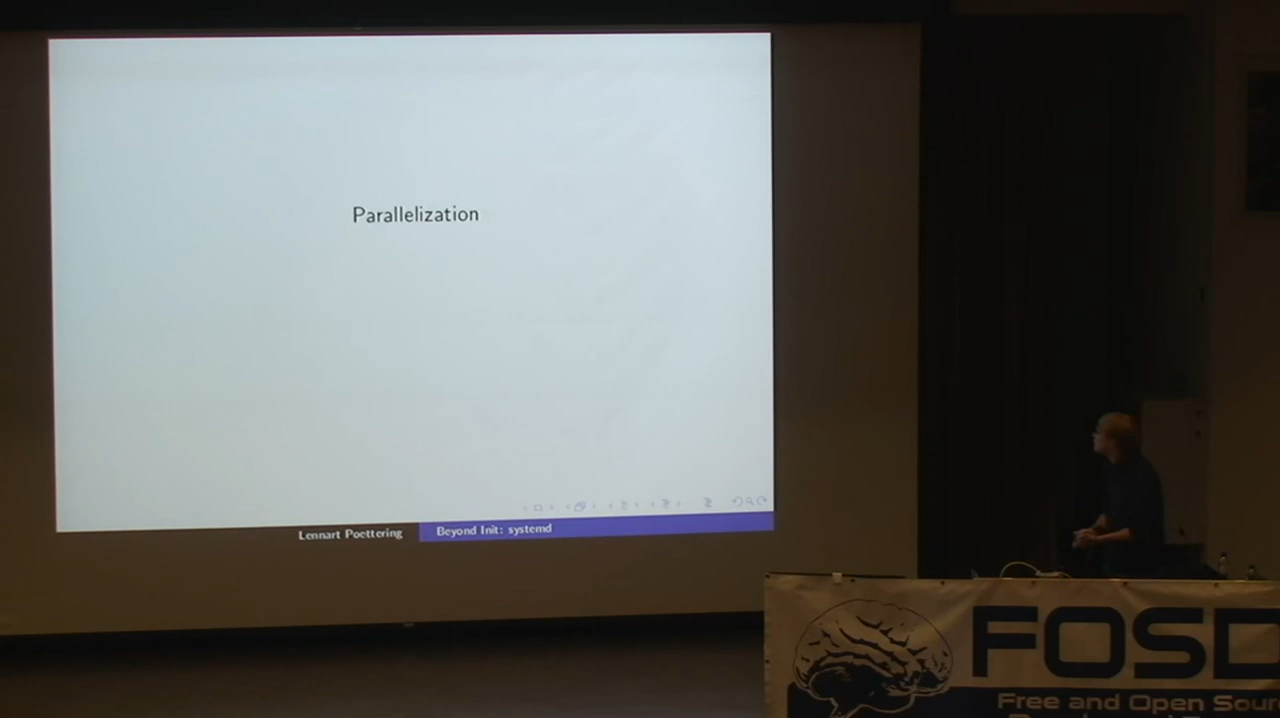 Parallelization
Lennart Poettering
Beyond Init: systemd
FOSD
Free and Open Sour